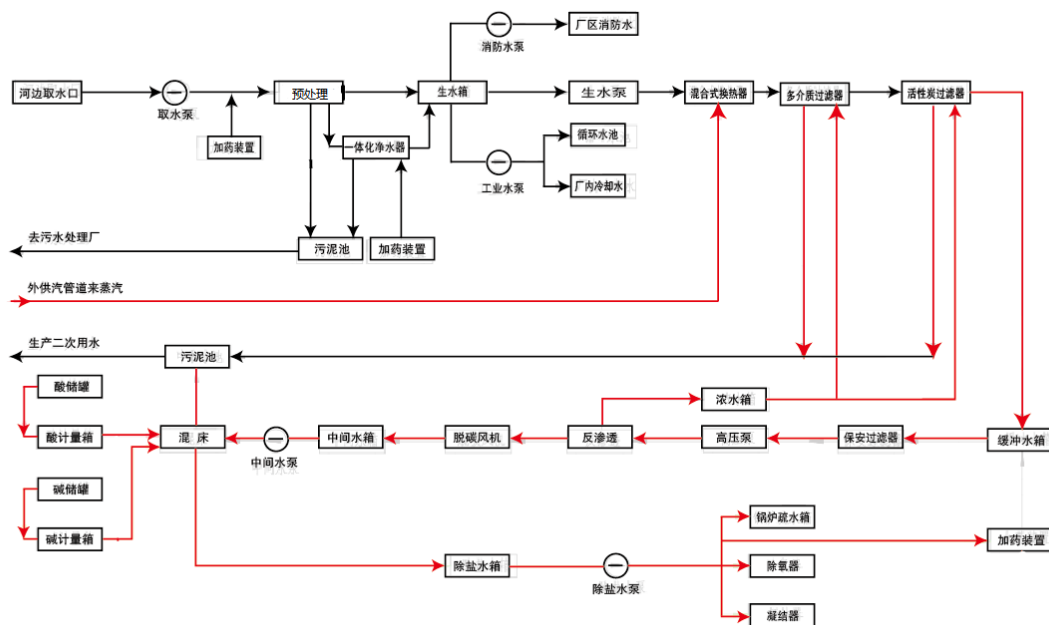 厂区消防水
消防水泵
河边取水口
取水泵
预处理
生水箱
生水泵
混合式换热器
多介质过滤器
活性炭过滤器
加药装置
一体化净水器
循环水池
工业水泵
厂内冷却水
去污水处理厂
污泥池
加药装置
外供汽管道来蒸汽
生产二次用水
污泥池
酸储罐
浓水箱
酸计量箱
混 床
中间水泵
中间水箱
脱碳风机
反渗透
高压泵
保安过滤器
缓冲水箱
碱储罐
碱计量箱
锅炉疏水箱
加药装置
除盐水箱
除盐水泵
除氧器
凝结器